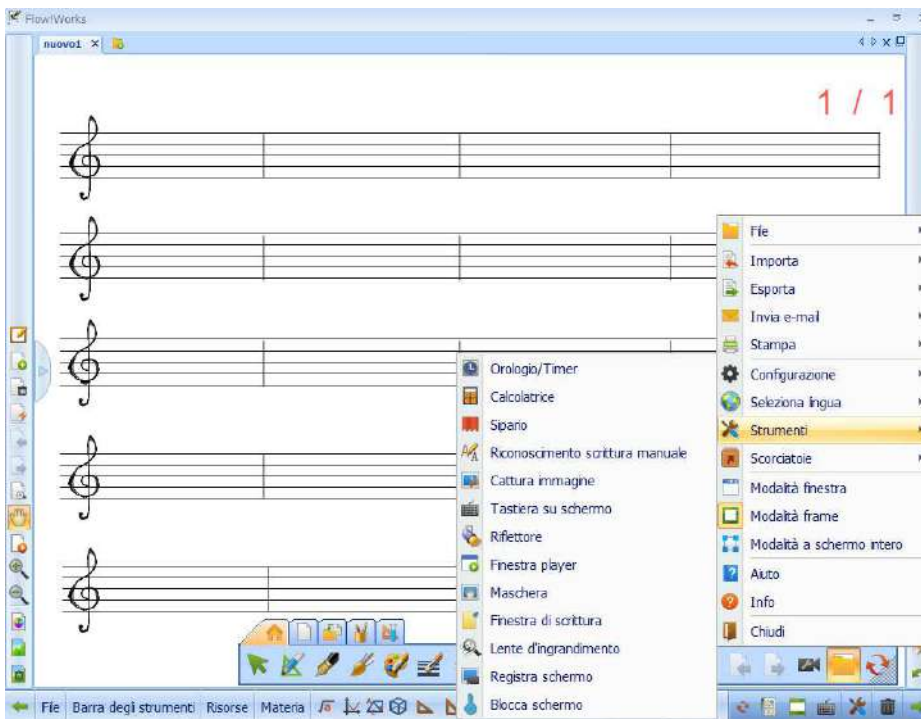 Flow!Works
nuovo1
1 / 1
File
Importa
Esporta
Invia e-mail
Stampa
Configurazione
Seleziona lingua
Strumenti
Scorciatoie
Modalità finestra
Modalità frame
Modalità a schermo intero
Aiuto
Info
Chiudi
Orologio/Timer
Calcolatrice
Sipario
Riconoscimento scrittura manuale
Cattura immagine
Tastiera su schermo
Riflettore
Finestra player
Maschera
Finestra di scrittura
Lente d'ingrandimento
Registra schermo
Blocca schermo
File Barra degli strumenti Risorse Materia